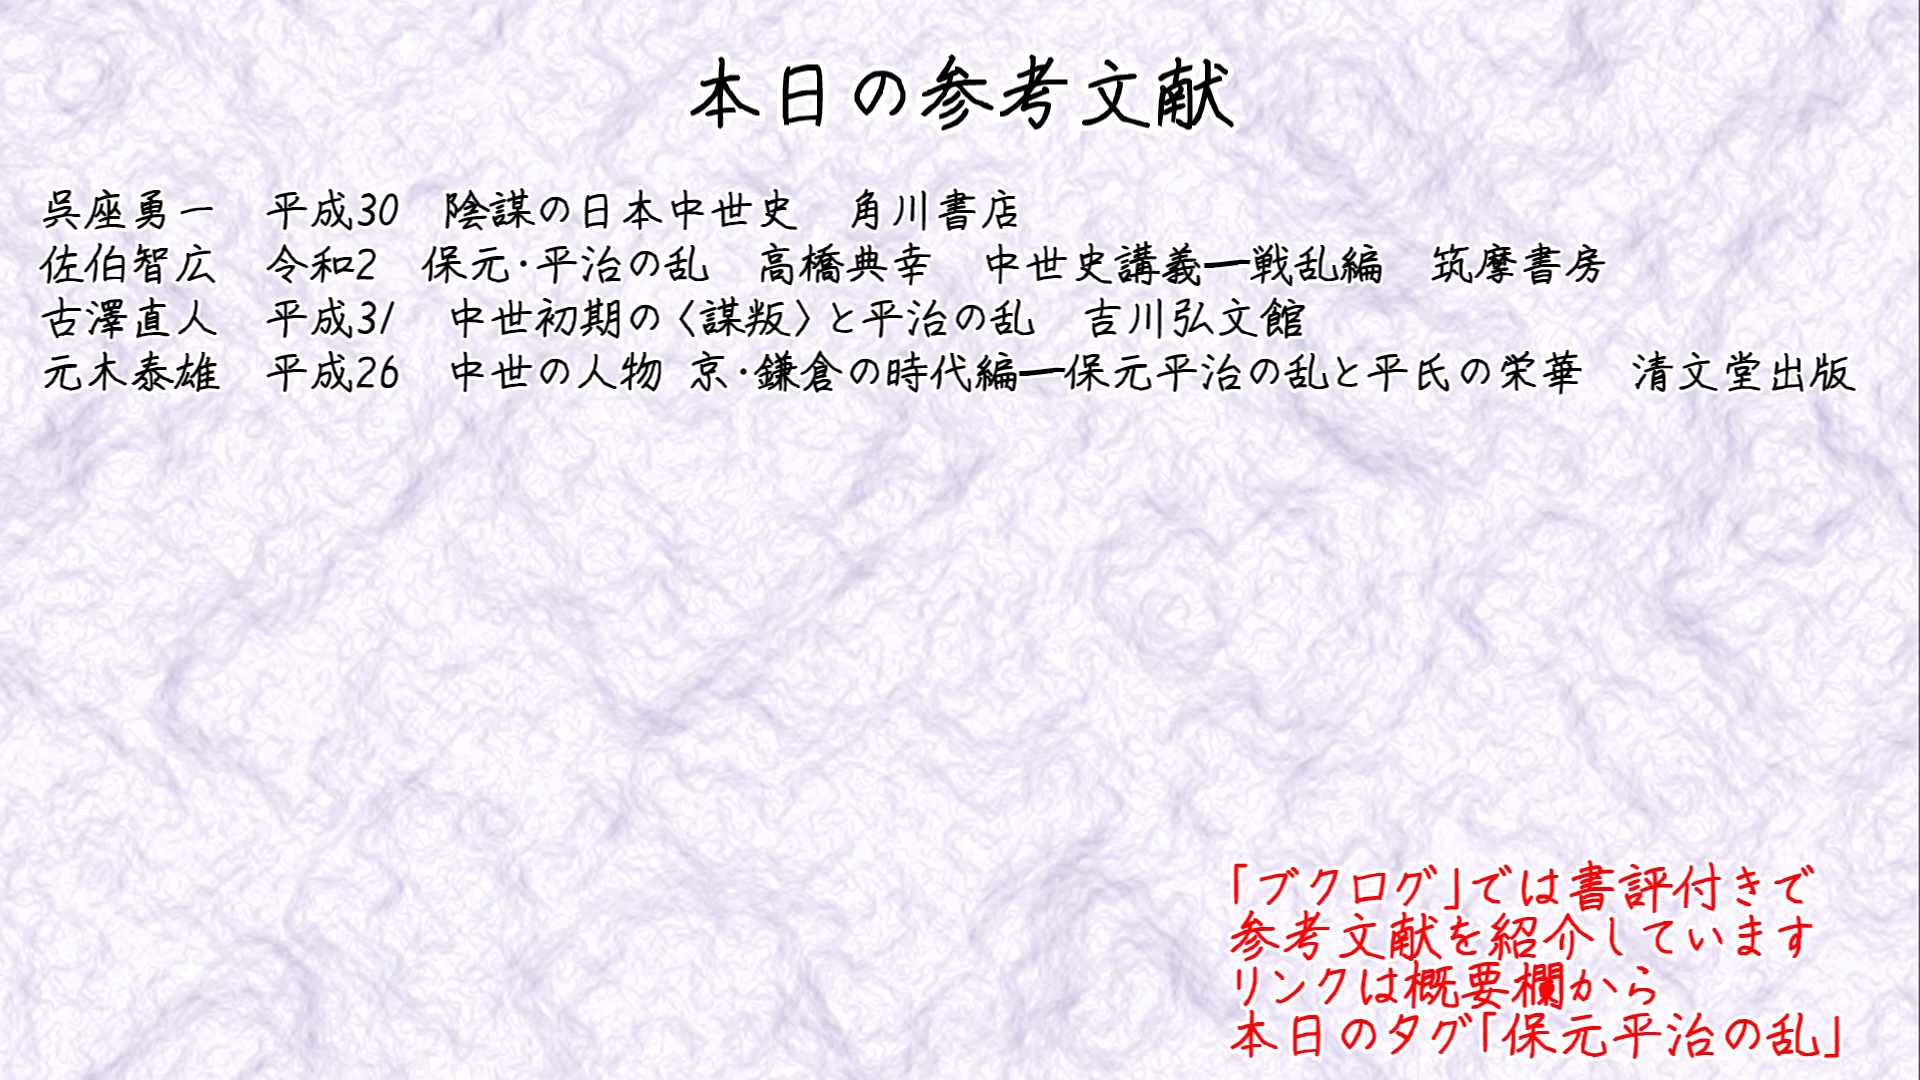 本日の参考文献
呉座勇一　平成30　陰謀の日本中世史　角川書店
佐伯智広　令和2　保元・平治の乱　高橋典幸　中世史講義━戦乱編　筑摩書房
古澤直人　平成31　中世初期の〈謀叛〉と平治の乱　吉川弘文館
元木泰雄　平成26　中世の人物 京・鎌倉の時代編━保元平治の乱と平氏の栄華　清文堂出版
「ブクログ」では書評付きで
参考文献を紹介しています
リンクは概要欄から
本日のタグ「保元平治の乱」